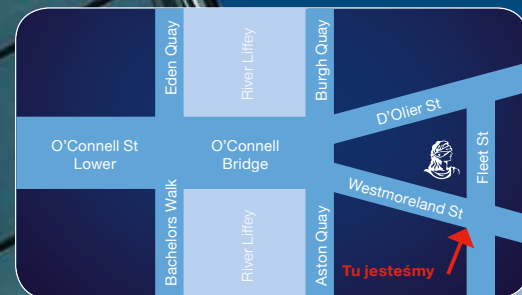 Eden Quay
River Liffey
Burgh Quay
D'Olier St
O'Connell St
Lower
O'Connell
Bridge
Fleet St
Westmoreland St
Bachelors Walk
River Liffey
Aston Quay
Tu jesteśmy